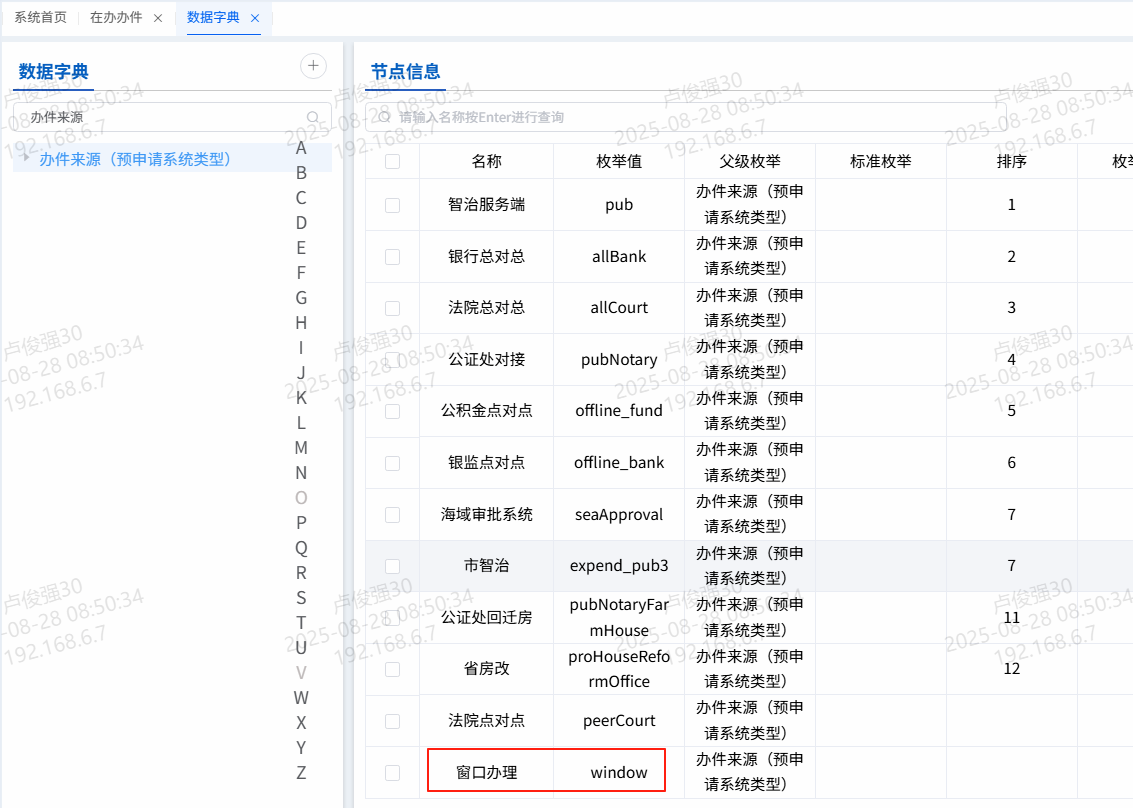 系统首页 在办办件 × 数据字典 ×
数据字典
办件来源
办件来源（预申请系统类型）
A
B
C
D
E
F
G
H
I
J
K
L
M
N
O
P
Q
R
S
T
U
V
W
X
Y
Z
节点信息
请输入名称按Enter进行查询
名称 枚举值 父级枚举 标准枚举 排序 枚举
智治服务端 pub 办件来源（预申 1
请系统类型）
银行总对总 allBank 办件来源（预申 2
请系统类型）
法院总对总 allCourt 办件来源（预申 3
请系统类型）
公证处对接 pubNotary 办件来源（预申 4
请系统类型）
公积金点对点 offline_fund 办件来源（预申 5
请系统类型）
银监点对点 offline_bank 办件来源（预申 6
请系统类型）
海域审批系统 seaApproval 办件来源（预申 7
请系统类型）
市智治 expend_pub3 办件来源（预申 7
请系统类型）
公证处回迁房 pubNotaryFar 办件来源（预申 11
mHouse 请系统类型）
省房改 proHouseRefo 办件来源（预申 12
rmOffice 请系统类型）
法院点对点 peerCourt 办件来源（预申
请系统类型）
窗口办理 window 办件来源（预申
请系统类型）
卢俊强30
2025-08-28 08:50:34
192.168.6.7